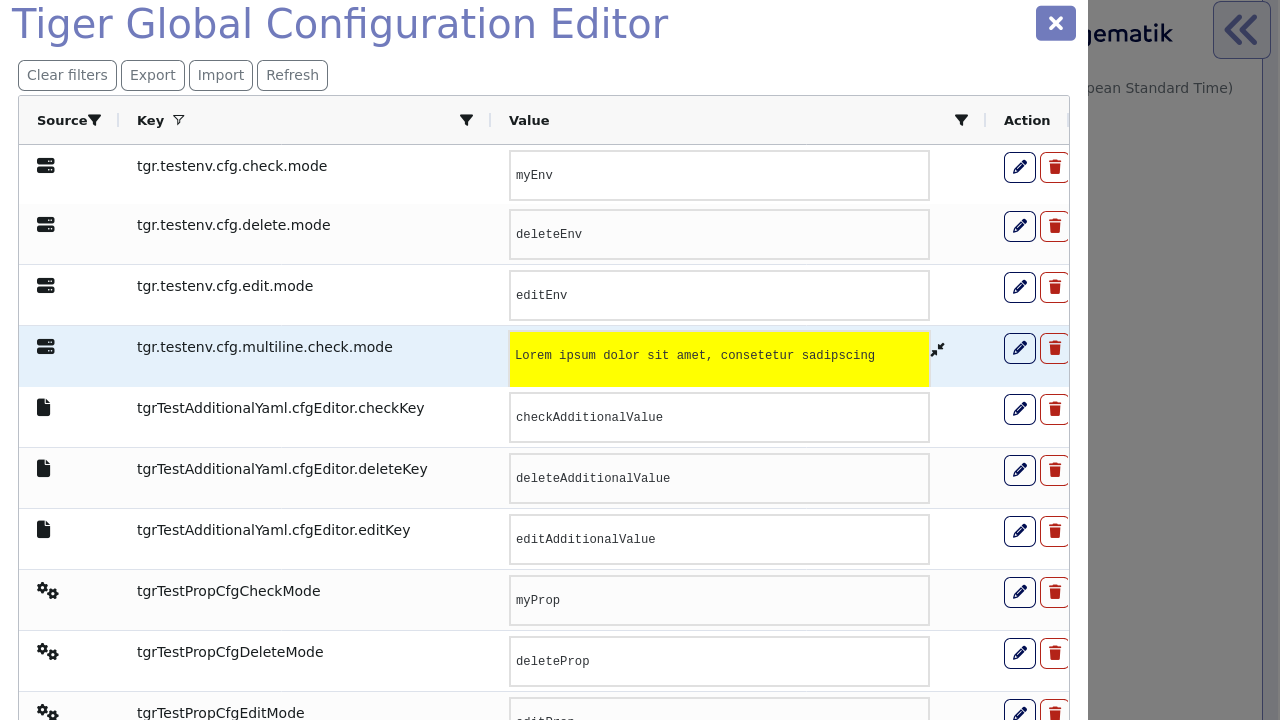 Tiger Global Configuration Editor
gematik
Clear filters Export Import Refresh
pean Standard Time)
Source Key Value Action
tgr.testenv.cfg.check.mode myEnv
tgr.testenv.cfg.delete.mode deleteEnv
tgr.testenv.cfg.edit.mode editEnv
tgr.testenv.cfg.multiline.check.mode Lorem ipsum dolor sit amet, consetetur sadipscing
tgrTestAdditionalYaml.cfgEditor.checkKey checkAdditionalValue
tgrTestAdditionalYaml.cfgEditor.deleteKey deleteAdditionalValue
tgrTestAdditionalYaml.cfgEditor.editKey editAdditionalValue
tgrTestPropCfgCheckMode myProp
tgrTestPropCfgDeleteMode deleteProp
tgrTestPropCfgEditMode editProp